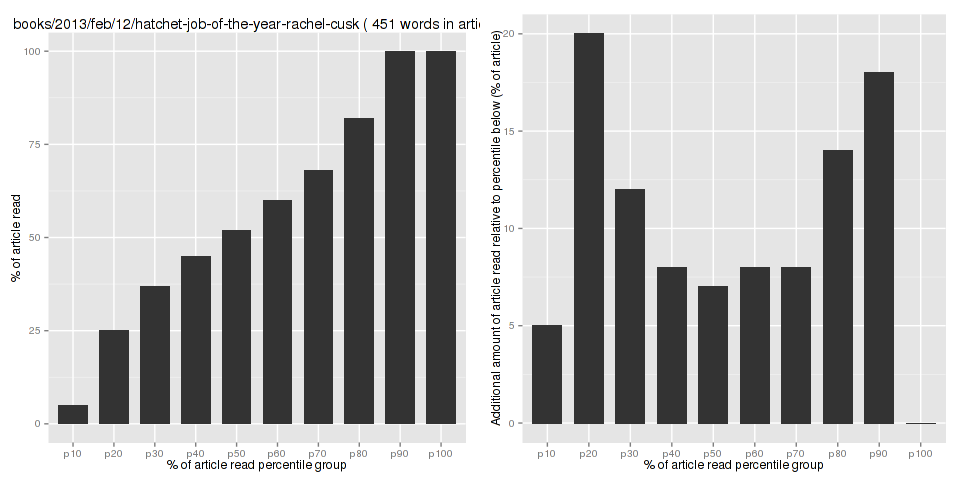 books/2013/feb/12/hatchet-job-of-the-year-rachel-cusk ( 451 words in arti
100
75
50
25
0
% of article read
p10 p20 p30 p40 p50 p60 p70 p80 p90 p100
% of article read percentile group
20
15
10
5
0
Additional amount of article read relative to percentile below (% of article)
p10 p20 p30 p40 p50 p60 p70 p80 p90 p100
% of article read percentile group